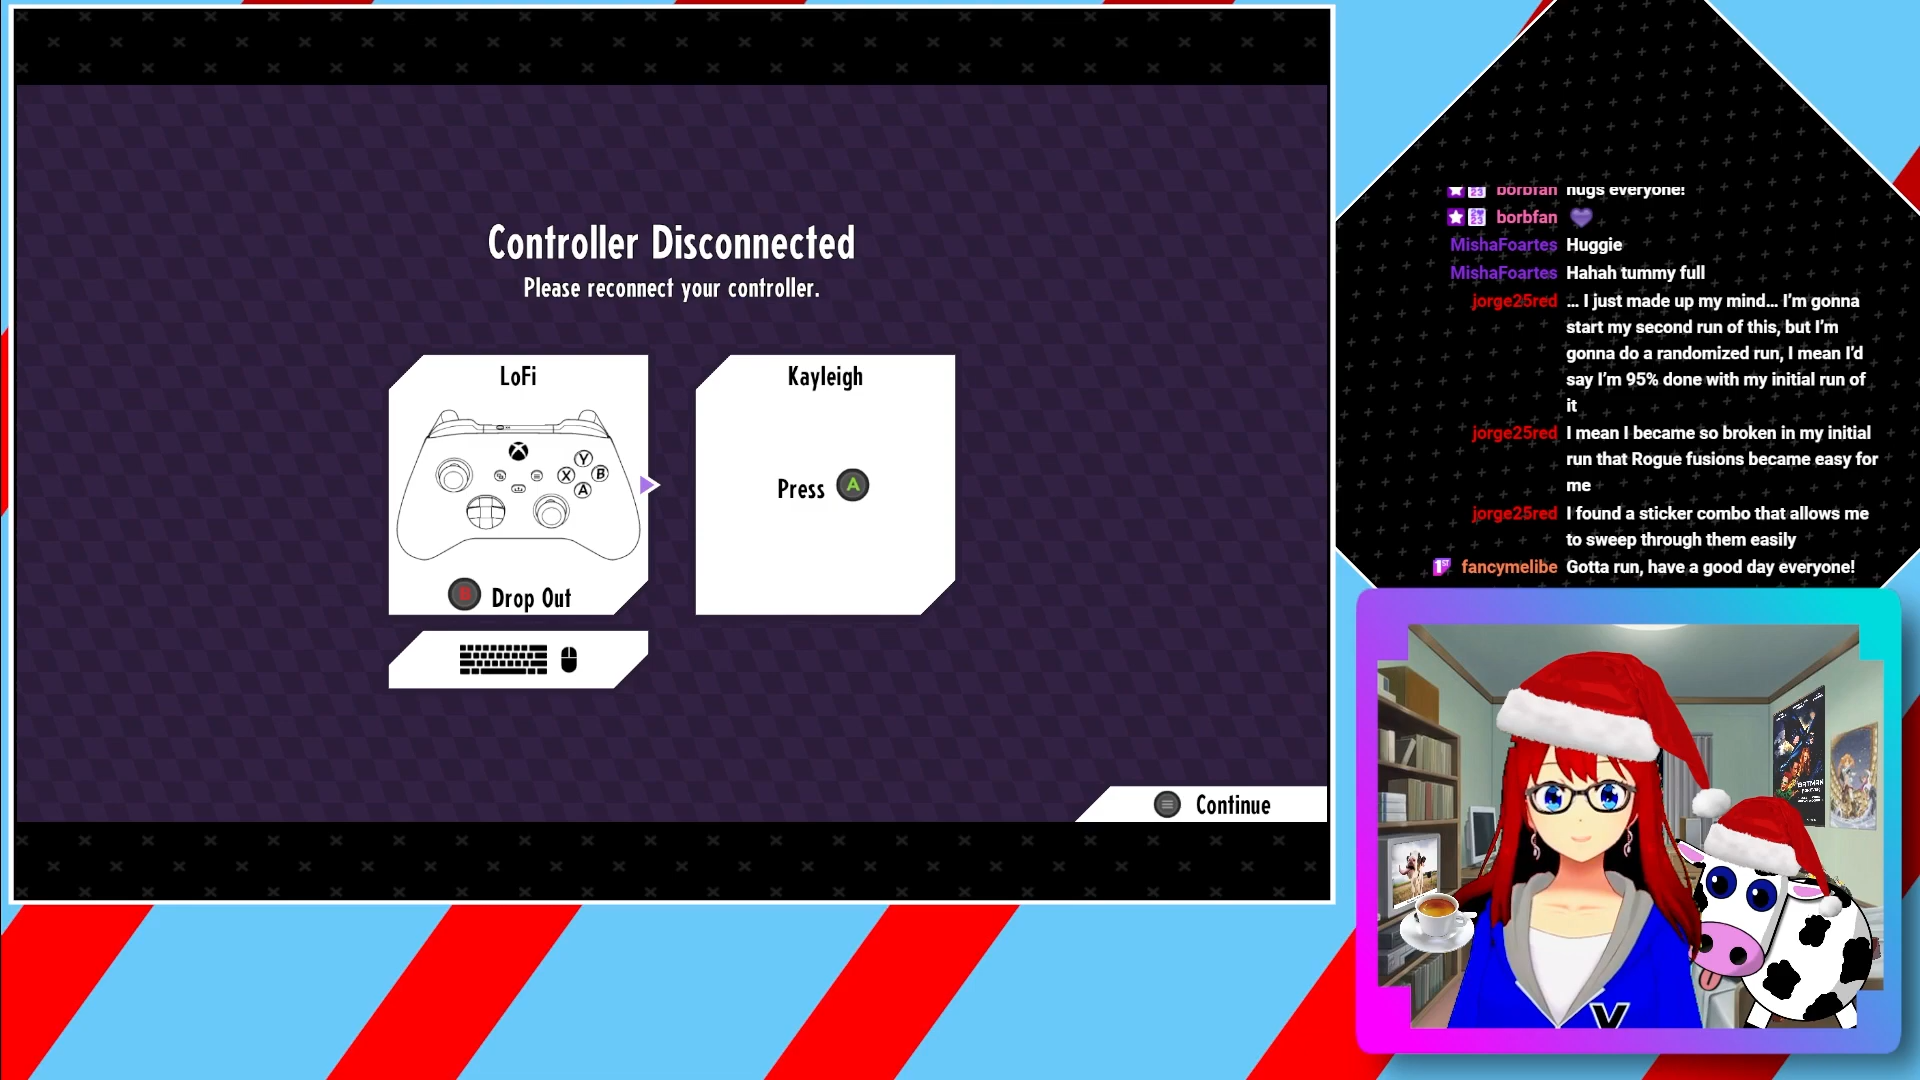 Controller Disconnected
Please reconnect your controller.
LoFi
Y
X B
A
B Drop Out
Kayleigh
Press A
Continue
borbfan hugs everyone!
borbfan
MishaFoartes Huggie
MishaFoartes Hahah tummy full
jorge25red ... I just made up my mind... I'm gonna
start my second run of this, but I'm
gonna do a randomized run, I mean I'd
say I'm 95% done with my initial run of
it
jorge25red I mean I became so broken in my initial
run that Rogue fusions became easy for
me
jorge25red I found a sticker combo that allows me
to sweep through them easily
1ST fancymelibe Gotta run, have a good day everyone!
BATMAN
V